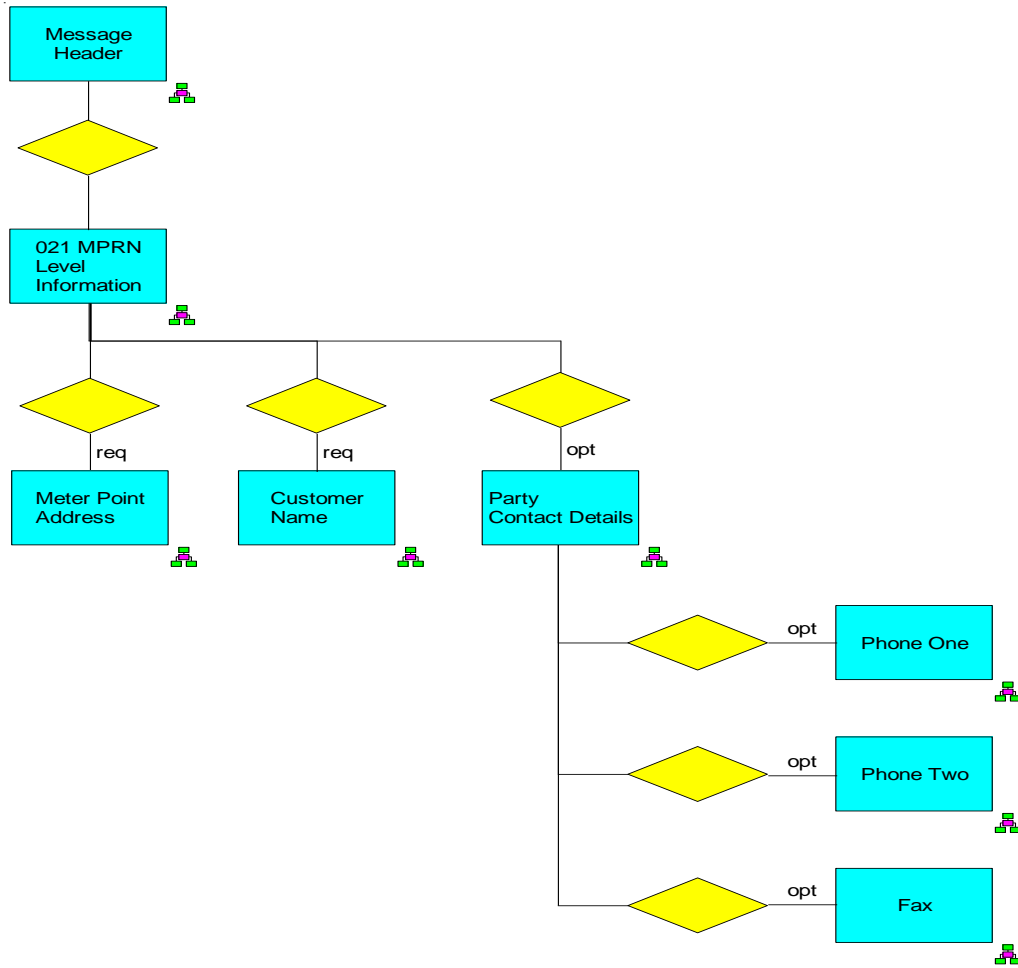 Message
Header
021 MPRN
Level
Information
req
req
opt
Meter Point
Address
Customer
Name
Party
Contact Details
opt
Phone One
opt
Phone Two
opt
Fax